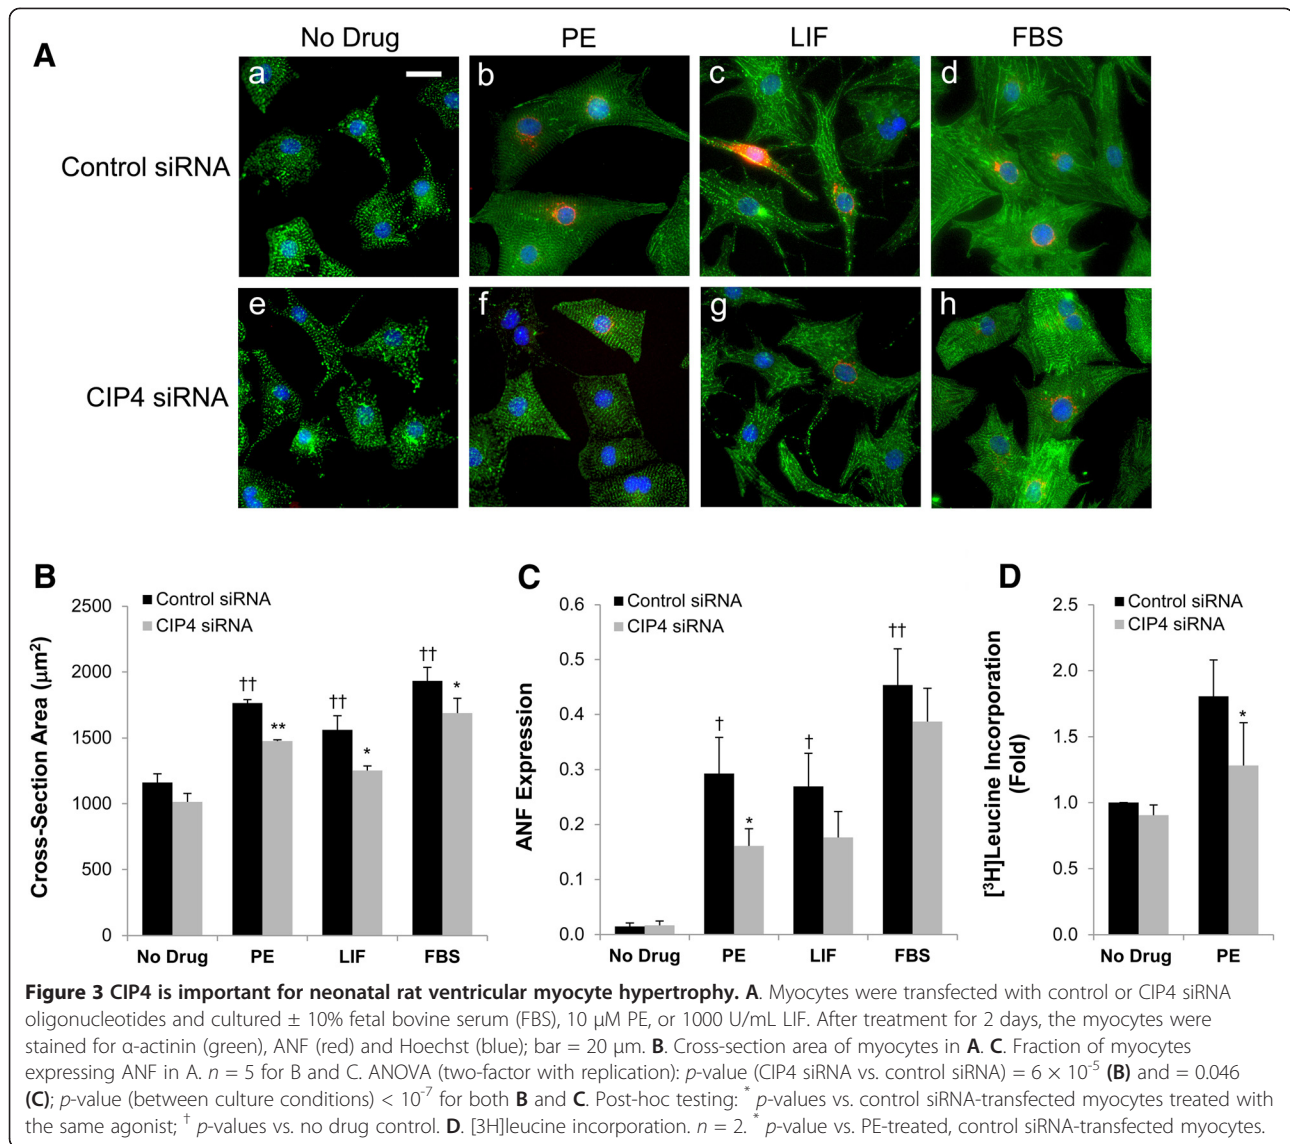 A
No Drug PE LIF FBS
Control siRNA
a b c d
CIP4 siRNA
e f g h
B
Control siRNA
CIP4 siRNA
Cross-Section Area (μm²)
2500
2000
1500
1000
500
0
†† †† ††
** * *
No Drug PE LIF FBS
C
Control siRNA
CIP4 siRNA
ANF Expression
0.6
0.5
0.4
0.3
0.2
0.1
0.0
† † ††
*
No Drug PE LIF FBS
D
Control siRNA
CIP4 siRNA
[³H]Leucine Incorporation
(Fold)
2.5
2.0
1.5
1.0
0.5
0.0
*
No Drug PE
Figure 3 CIP4 is important for neonatal rat ventricular myocyte hypertrophy. A. Myocytes were transfected with control or CIP4 siRNA
oligonucleotides and cultured ± 10% fetal bovine serum (FBS), 10 μM PE, or 1000 U/mL LIF. After treatment for 2 days, the myocytes were
stained for α-actinin (green), ANF (red) and Hoechst (blue); bar = 20 μm. B. Cross-section area of myocytes in A. C. Fraction of myocytes
expressing ANF in A. n = 5 for B and C. ANOVA (two-factor with replication): p-value (CIP4 siRNA vs. control siRNA) = 6 × 10⁻⁵ (B) and = 0.046
(C); p-value (between culture conditions) < 10⁻⁷ for both B and C. Post-hoc testing: * p-values vs. control siRNA-transfected myocytes treated with
the same agonist; † p-values vs. no drug control. D. [3H]leucine incorporation. n = 2. * p-value vs. PE-treated, control siRNA-transfected myocytes.